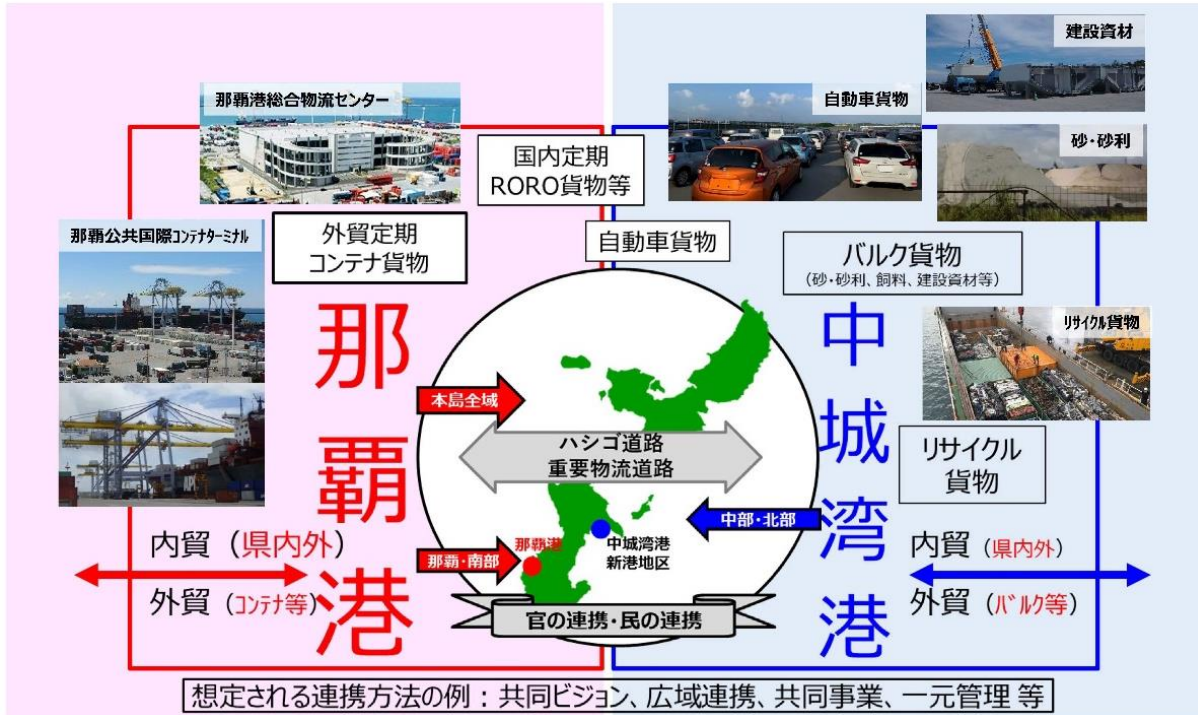 建設資材
那覇港総合物流センター
自動車貨物
砂・砂利
国内定期
RORO貨物等
那覇公共国際コンテナターミナル
外貿定期
コンテナ貨物
自動車貨物
バルク貨物
(砂・砂利、飼料、建設資材等)
リサイクル貨物
那覇港
中城湾港
本島全域
ハシゴ道路
重要物流道路
リサイクル
貨物
中部・北部
那覇港
中城湾港
新港地区
那覇・南部
内貿(県内外)
外貿(コンテナ等)
内貿(県内外)
外貿(バルク等)
官の連携・民の連携
想定される連携方法の例:共同ビジョン、広域連携、共同事業、一元管理 等